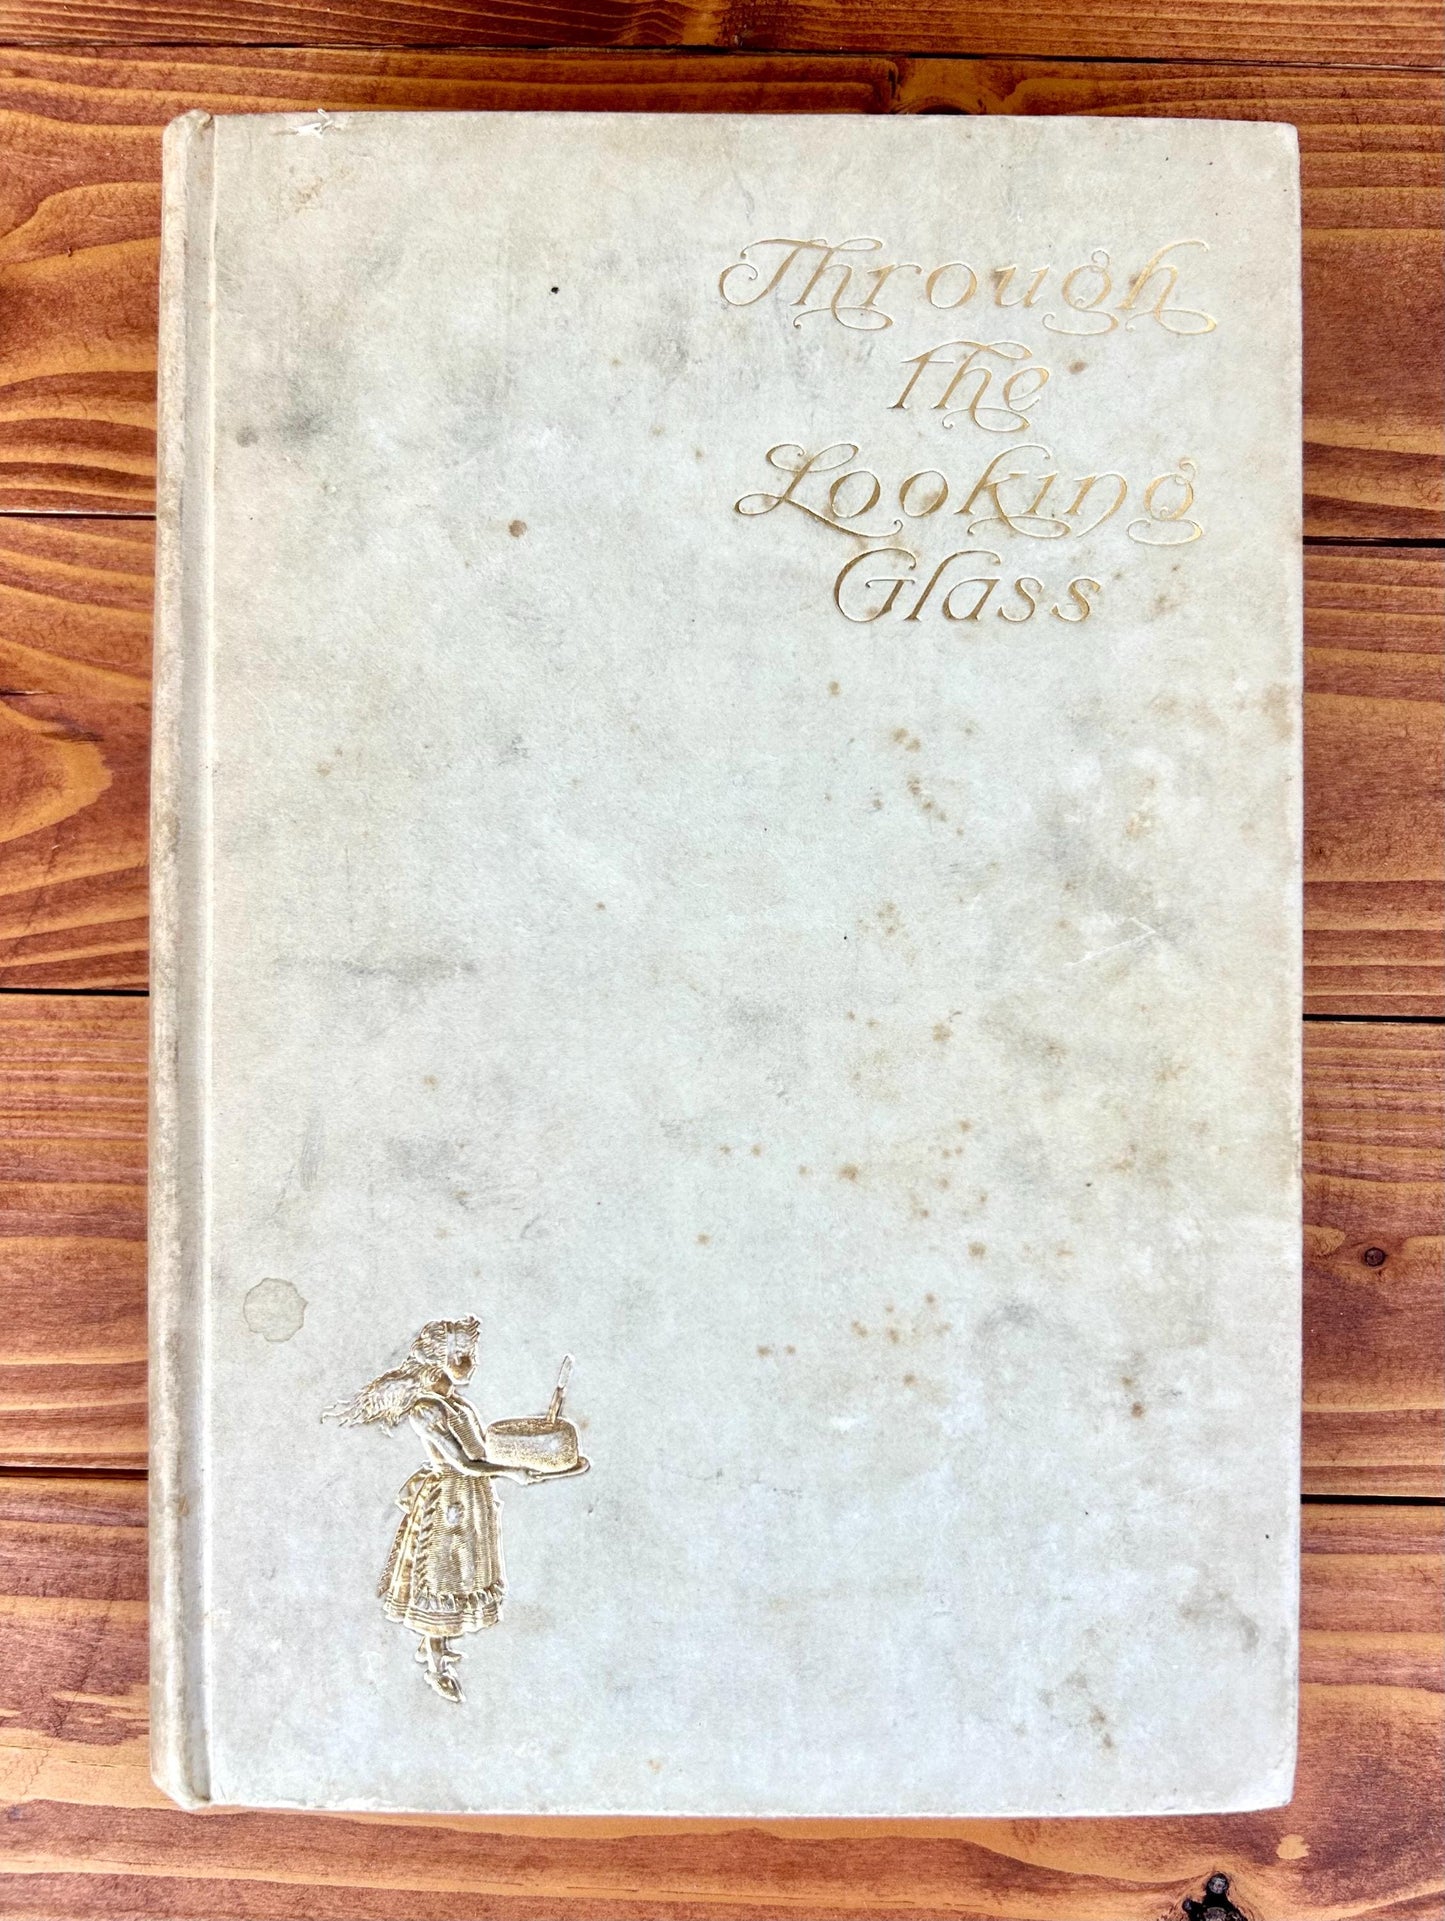 Through
the
Looking
Glass